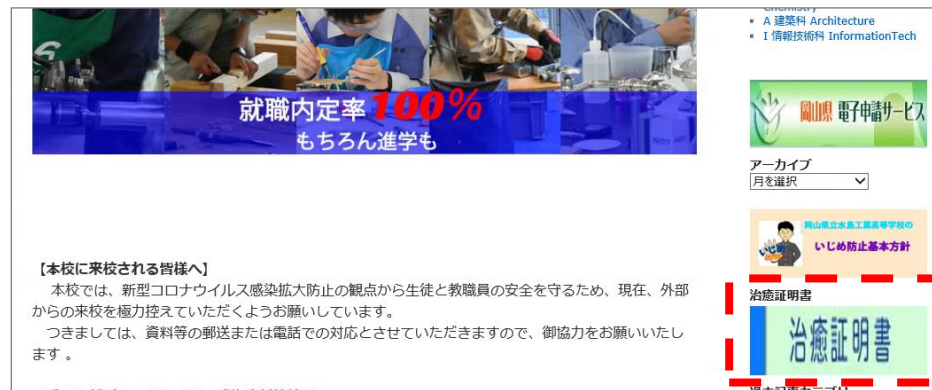 就職内定率100%
もちろん進学も
【本校に来校される皆様へ】
本校では、新型コロナウイルス感染拡大防止の観点から生徒と教職員の安全を守るため、現在、外部
からの来校を極力控えていただくようお願いしています。
つきましては、資料等の郵送または電話での対応とさせていただきますので、御協力をお願いいたし
ます 。
A 建築科 Architecture
I 情報技術科 InformationTech
岡山県 電子申請サービス
アーカイブ
月を選択
岡山県立水島工業高等学校の
いじめ防止基本方針
治癒証明書
治癒証明書